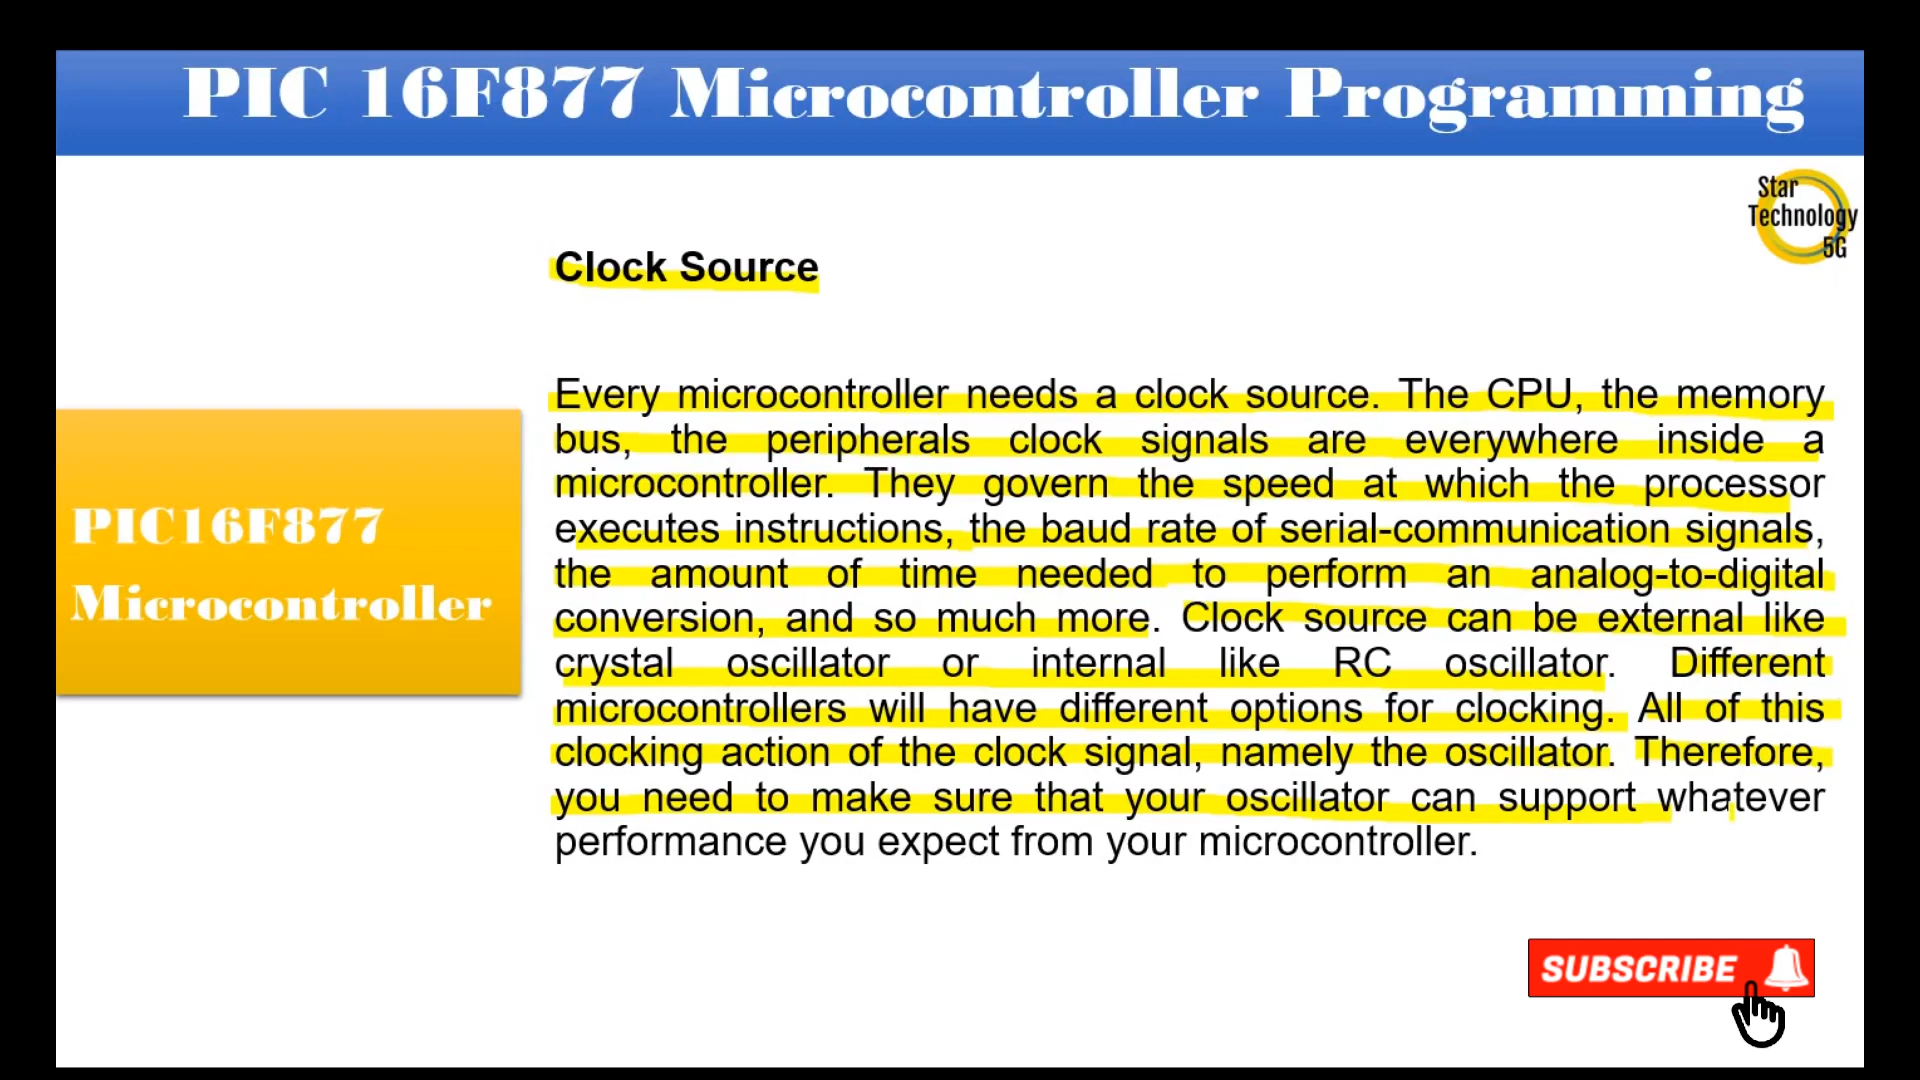 PIC 16F877 Microcontroller Programming
Star
Technology
5G
Clock Source
Every microcontroller needs a clock source. The CPU, the memory
bus, the peripherals clock signals are everywhere inside a
microcontroller. They govern the speed at which the processor
executes instructions, the baud rate of serial-communication signals,
the amount of time needed to perform an analog-to-digital
conversion, and so much more. Clock source can be external like
crystal oscillator or internal like RC oscillator. Different
microcontrollers will have different options for clocking. All of this
clocking action of the clock signal, namely the oscillator. Therefore,
you need to make sure that your oscillator can support whatever
performance you expect from your microcontroller.
PIC16F877
Microcontroller
SUBSCRIBE